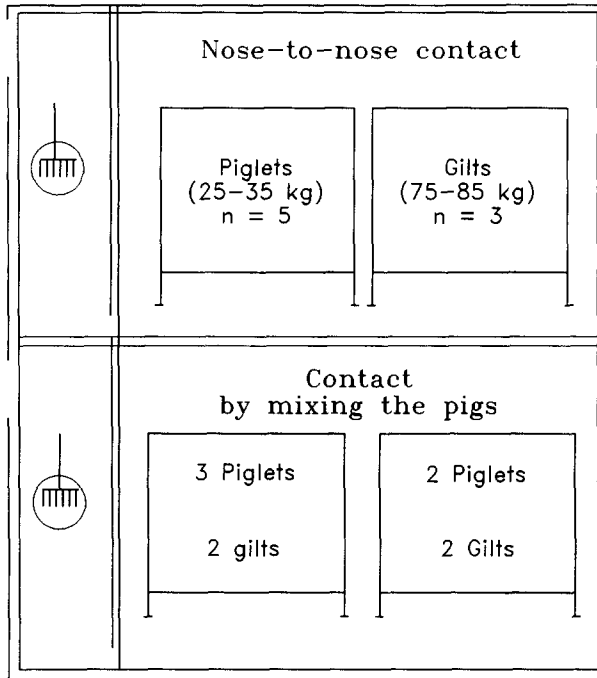 Nose-to-nose contact
Piglets
(25-35 kg)
n = 5
Gilts
(75-85 kg)
n = 3
Contact
by mixing the pigs
3 Piglets
2 gilts
2 Piglets
2 Gilts